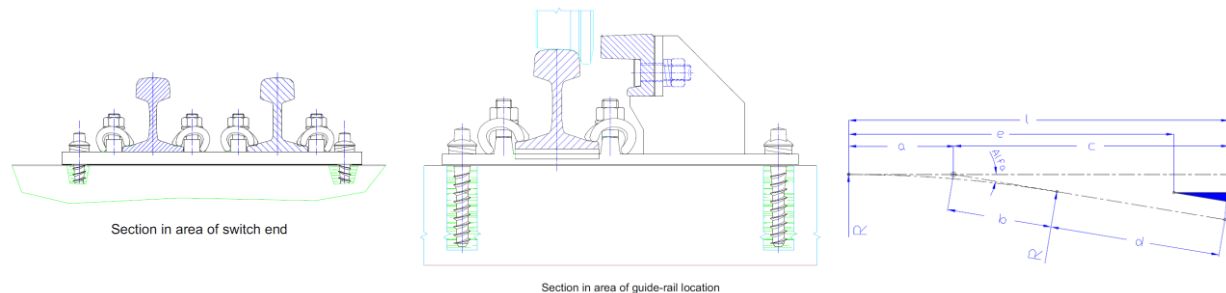 Section in area of switch end
Section in area of guide-rail location
l
e
a
c
Alfa
b
d
R
R